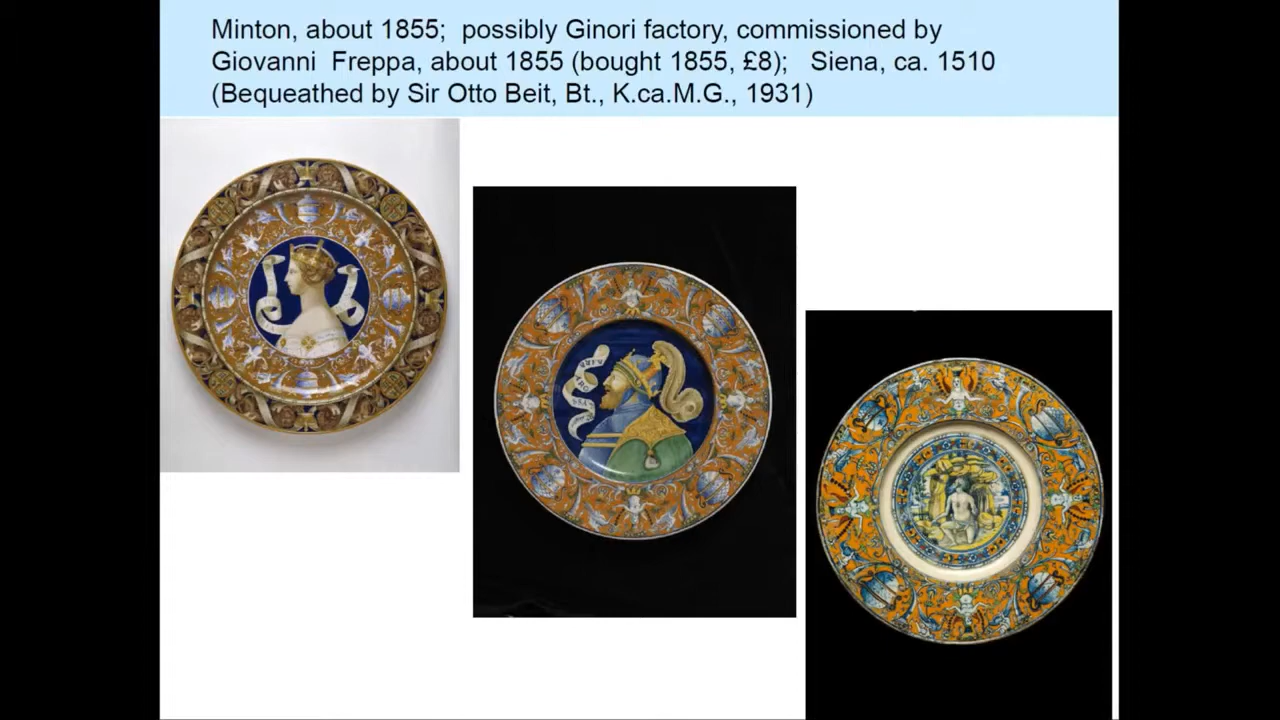 Minton, about 1855;  possibly Ginori factory, commissioned by
Giovanni  Freppa, about 1855 (bought 1855, £8);   Siena, ca. 1510
(Bequeathed by Sir Otto Beit, Bt., K.ca.M.G., 1931)